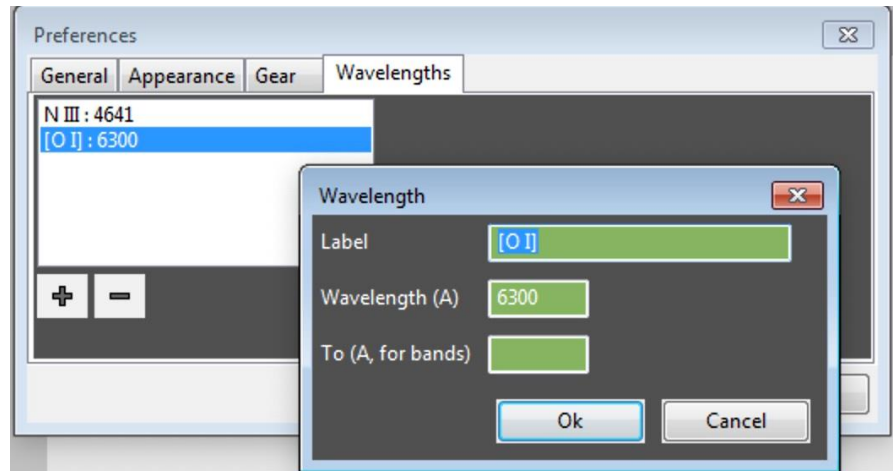 Preferences
General Appearance Gear Wavelengths
N III : 4641
[O I] : 6300
Wavelength
Label [O I]
Wavelength (A) 6300
To (A, for bands)
Ok Cancel